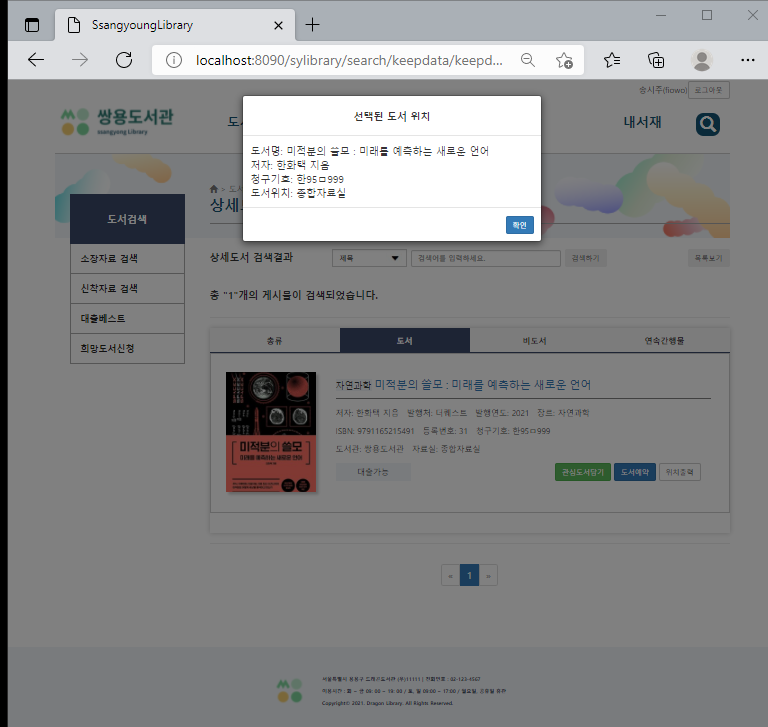 SsangyoungLibrary
localhost:8090/sylibrary/search/keepdata/keepd...
승시주(fiowo) 로그아웃
쌍용도서관
ssangyong Library
내서재
선택된 도서 위치
도서명: 미적분의 쓸모 : 미래를 예측하는 새로운 언어
저자: 한화택 지음
청구기호: 한95ㅁ999
도서위치: 종합자료실
확인
도서검색
소장자료 검색
신착자료 검색
대출베스트
희망도서신청
상세도서 검색결과 제목 검색어를 입력하세요. 검색하기 목록보기
총 "1"개의 게시물이 검색되었습니다.
종류 도서 비도서 연속간행물
자연과학 미적분의 쓸모 : 미래를 예측하는 새로운 언어
저자: 한화택 지음 발행처: 더퀘스트 발행연도: 2021 장르: 자연과학
ISBN: 9791165215491 등록번호: 31 청구기호: 한95ㅁ999
도서관: 쌍용도서관 자료실: 종합자료실
대출가능 관심도서담기 도서예약 위치출력
미적분의 쓸모
미래를 예측하는 새로운 언어
« 1 »
Copyright© 2021. Dragon Library. All Rights Reserved.